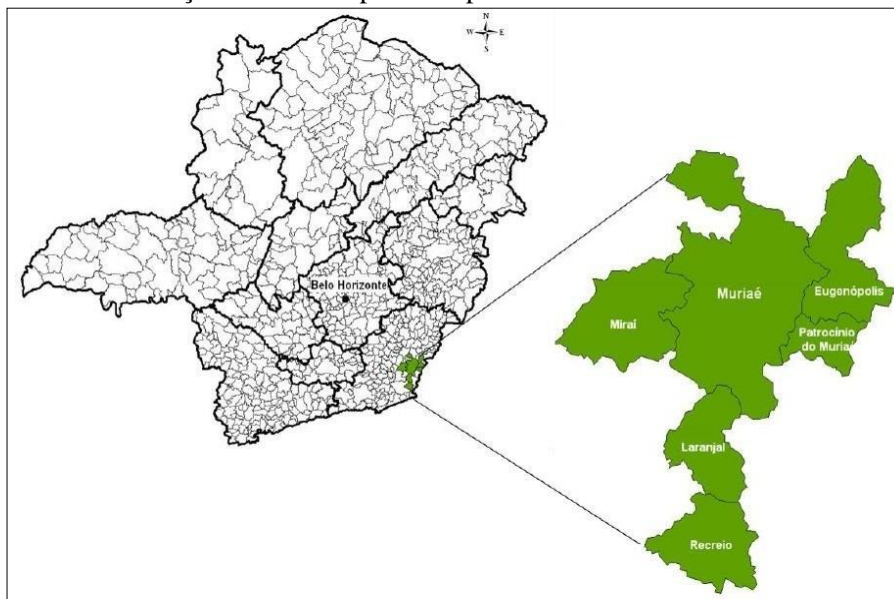 N
W E
S
Belo Horizonte
Muriaé
Eugenópolis
Miraí
Patrocínio
do Muriaé
Laranjal
Recreio